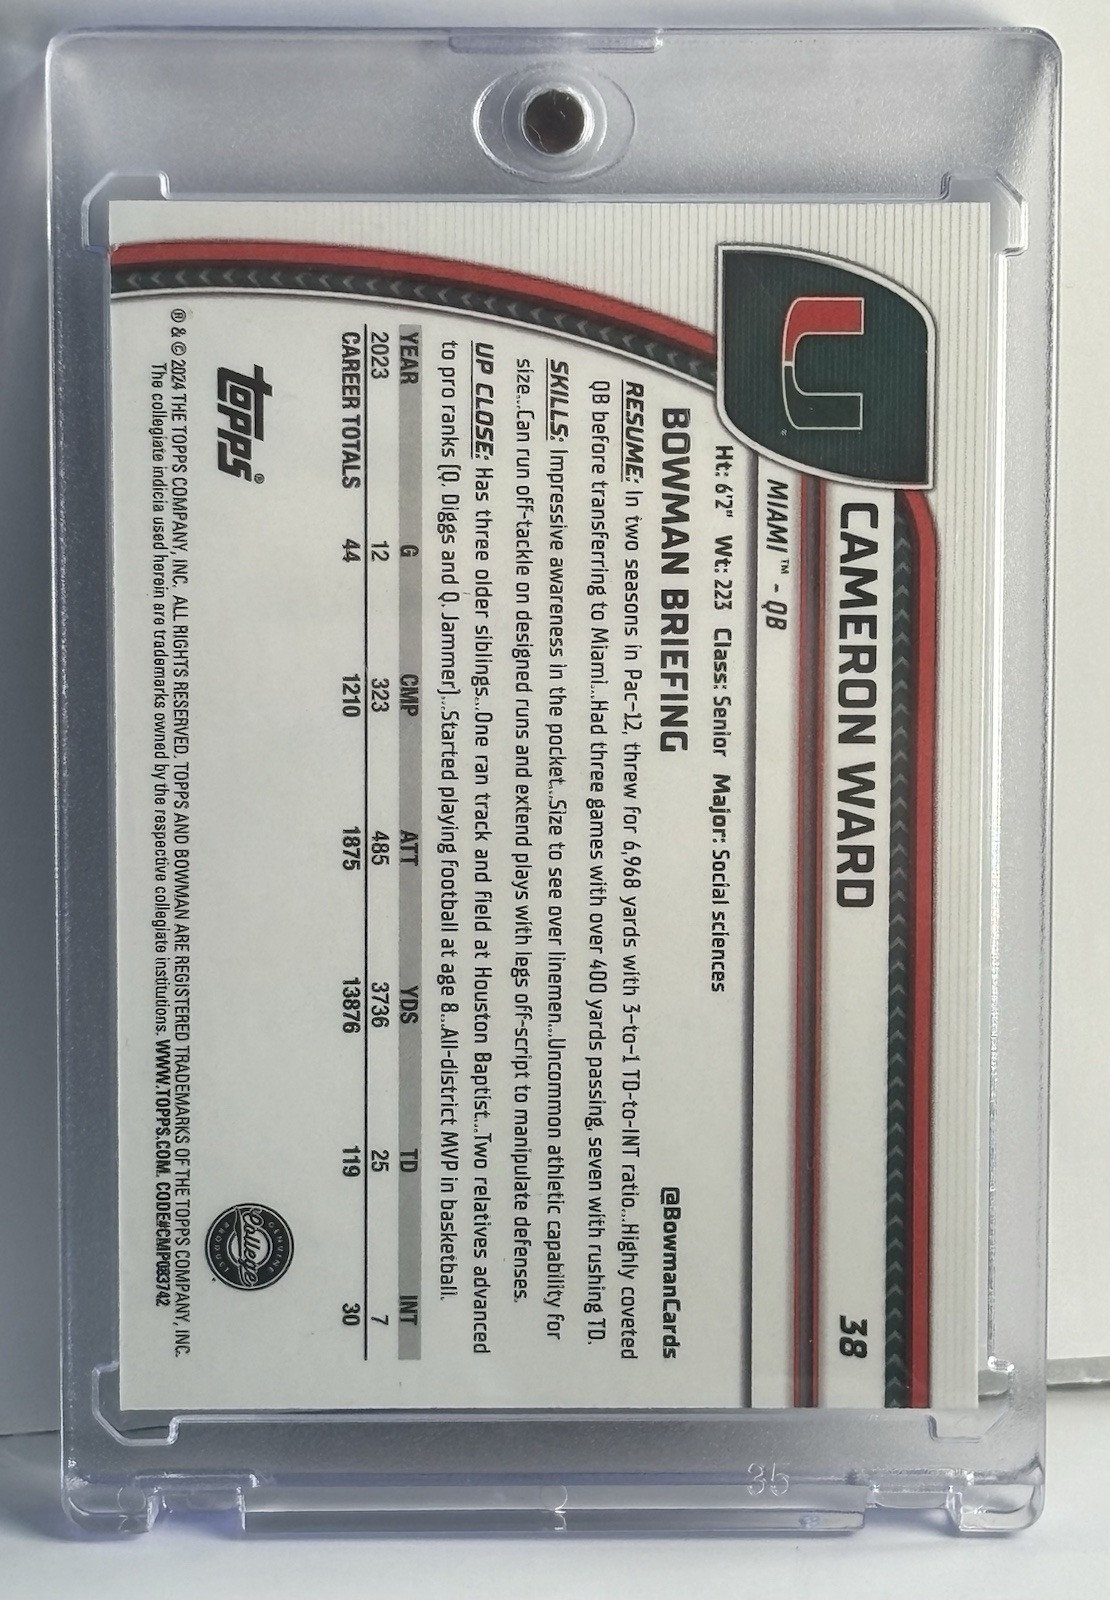 CAMERON WARD 38
MIAMI™ - QB
Ht: 6'2" Wt: 223 Class: Senior Major: Social sciences
BOWMAN BRIEFING @BowmanCards
RESUME: In two seasons in Pac-12, threw for 6,968 yards with 3-to-1 TD-to-INT ratio...Highly coveted
QB before transferring to Miami...Had three games with over 400 yards passing, seven with rushing TD.
SKILLS: Impressive awareness in the pocket...Size to see over linemen...Uncommon athletic capability for
size...Can run off-tackle on designed runs and extend plays with legs off-script to manipulate defenses.
UP CLOSE: Has three older siblings...One ran track and field at Houston Baptist...Two relatives advanced
to pro ranks (Q. Diggs and Q. Jammer)...Started playing football at age 8...All-district MVP in basketball.
YEAR G CMP ATT YDS TD INT
2023 12 323 485 3736 25 7
CAREER TOTALS 44 1210 1875 13876 119 30
topps®
GENUINE
College
PRODUCT
® & © 2024 THE TOPPS COMPANY, INC. ALL RIGHTS RESERVED. TOPPS AND BOWMAN ARE REGISTERED TRADEMARKS OF THE TOPPS COMPANY, INC.
The collegiate indicia used herein are trademarks owned by the respective collegiate institutions. WWW.TOPPS.COM. CODE#CMP083742
35